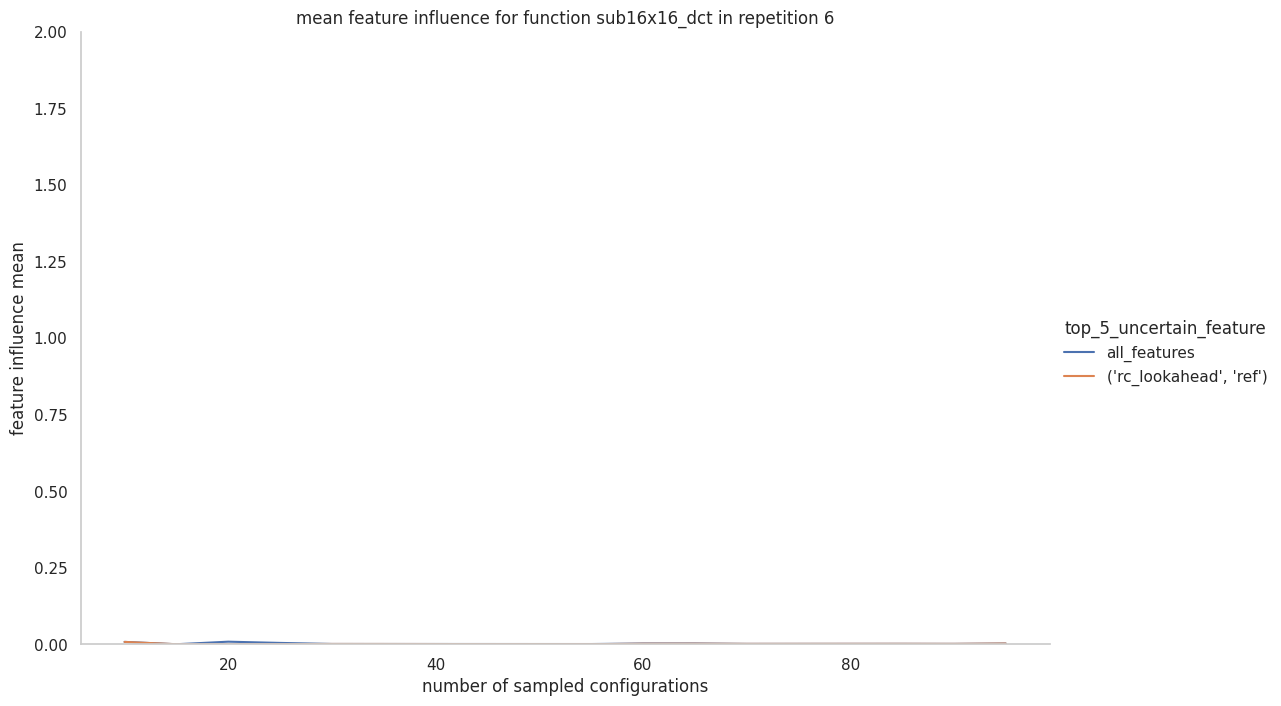 mean feature influence for function sub16x16_dct in repetition 6
2.00
1.75
1.50
1.25
1.00
0.75
0.50
0.25
0.00
feature influence mean
20
40
60
80
number of sampled configurations
top_5_uncertain_feature
all_features
('rc_lookahead', 'ref')